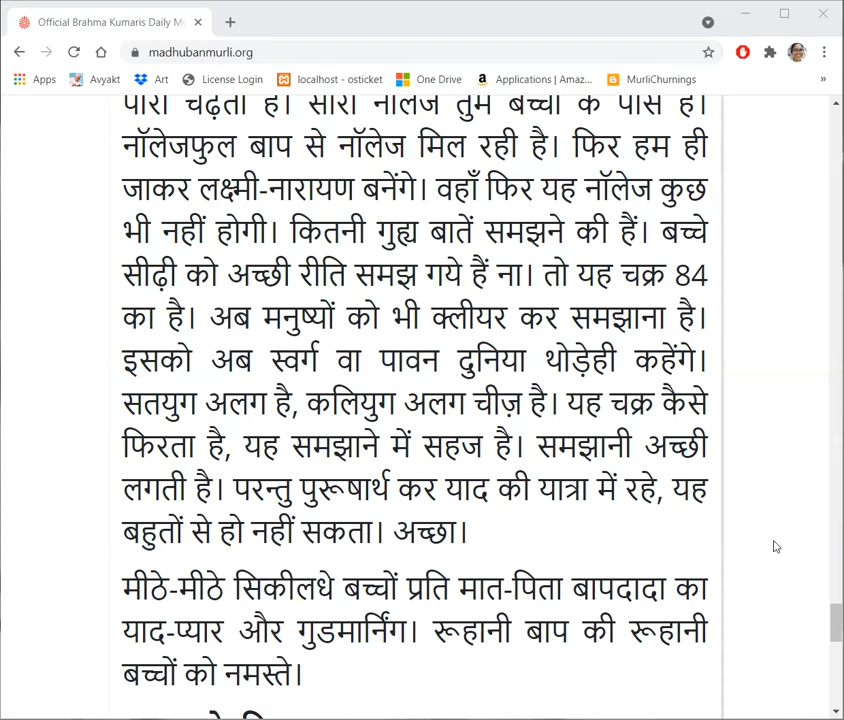 Official Brahma Kumaris Daily Mu
madhubanmurli.org
Apps Avyakt Art License Login localhost - osticket One Drive Applications | Amaz... MurliChurnings »
पारा चढ़ता है। सारी नॉलेज तुम बच्चों के पास है।
नॉलेजफुल बाप से नॉलेज मिल रही है। फिर हम ही
जाकर लक्ष्मी-नारायण बनेंगे। वहाँ फिर यह नॉलेज कुछ
भी नहीं होगी। कितनी गुह्य बातें समझने की हैं। बच्चे
सीढ़ी को अच्छी रीति समझ गये हैं ना। तो यह चक्र 84
का है। अब मनुष्यों को भी क्लीयर कर समझाना है।
इसको अब स्वर्ग वा पावन दुनिया थोड़ेही कहेंगे।
सतयुग अलग है, कलियुग अलग चीज़ है। यह चक्र कैसे
फिरता है, यह समझाने में सहज है। समझानी अच्छी
लगती है। परन्तु पुरूषार्थ कर याद की यात्रा में रहे, यह
बहुतों से हो नहीं सकता। अच्छा।
मीठे-मीठे सिकीलधे बच्चों प्रति मात-पिता बापदादा का
याद-प्यार और गुडमार्निंग। रूहानी बाप की रूहानी
बच्चों को नमस्ते।